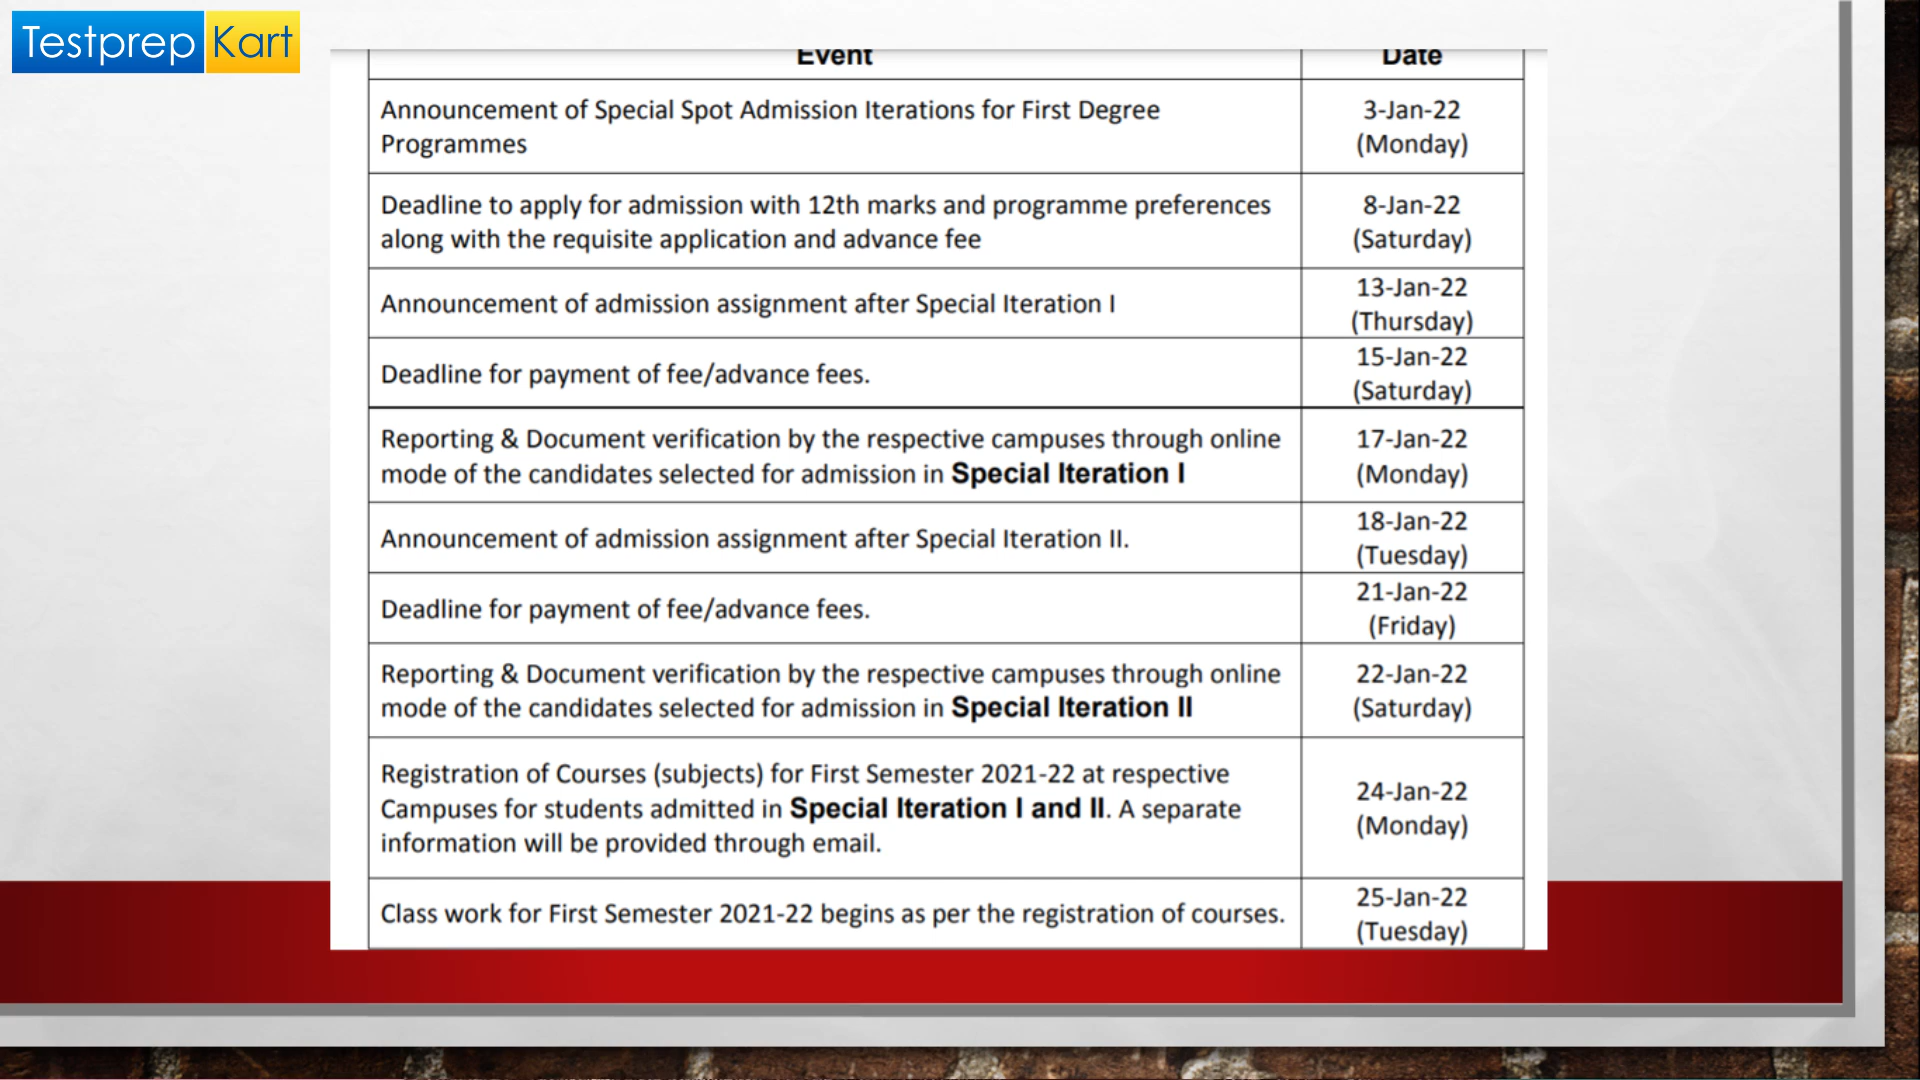 Testprep Kart
Event Date
Announcement of Special Spot Admission Iterations for First Degree
Programmes
3-Jan-22
(Monday)
Deadline to apply for admission with 12th marks and programme preferences
along with the requisite application and advance fee
8-Jan-22
(Saturday)
Announcement of admission assignment after Special Iteration I
13-Jan-22
(Thursday)
Deadline for payment of fee/advance fees.
15-Jan-22
(Saturday)
Reporting & Document verification by the respective campuses through online
mode of the candidates selected for admission in Special Iteration I
17-Jan-22
(Monday)
Announcement of admission assignment after Special Iteration II.
18-Jan-22
(Tuesday)
Deadline for payment of fee/advance fees.
21-Jan-22
(Friday)
Reporting & Document verification by the respective campuses through online
mode of the candidates selected for admission in Special Iteration II
22-Jan-22
(Saturday)
Registration of Courses (subjects) for First Semester 2021-22 at respective
Campuses for students admitted in Special Iteration I and II. A separate
information will be provided through email.
24-Jan-22
(Monday)
Class work for First Semester 2021-22 begins as per the registration of courses.
25-Jan-22
(Tuesday)